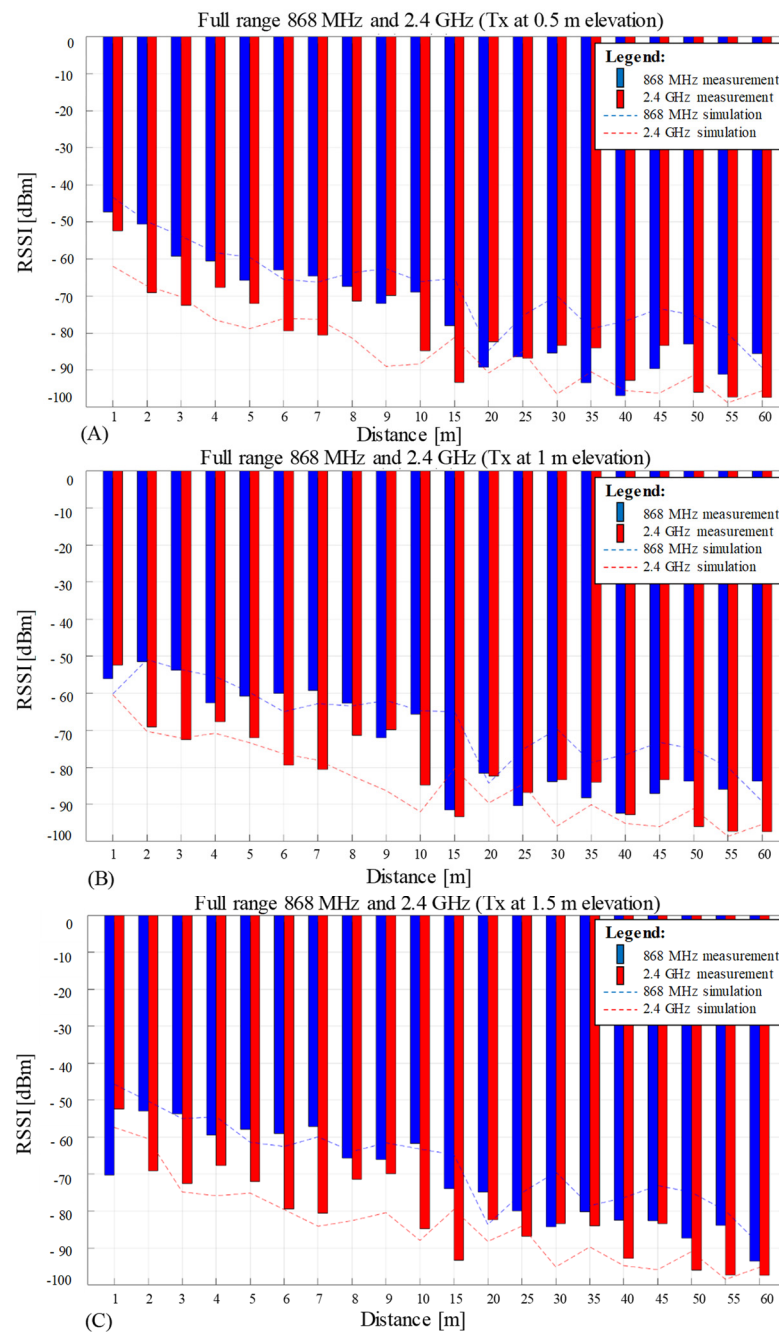 Full range 868 MHz and 2.4 GHz (Tx at 0.5 m elevation)
Legend:
868 MHz measurement
2.4 GHz measurement
868 MHz simulation
2.4 GHz simulation
RSSI [dBm]
0
-10
-20
-30
- 40
- 50
- 60
-70
-80
- 90
-100
1 2 3 4 5 6 7 8 9 10 15 20 25 30 35 40 45 50 55 60
(A)
Distance [m]
Full range 868 MHz and 2.4 GHz (Tx at 1 m elevation)
Legend:
868 MHz measurement
2.4 GHz measurement
868 MHz simulation
2.4 GHz simulation
RSSI [dBm]
0
-10
-20
-30
- 40
- 50
- 60
-70
-80
- 90
-100
1 2 3 4 5 6 7 8 9 10 15 20 25 30 35 40 45 50 55 60
(B)
Distance [m]
Full range 868 MHz and 2.4 GHz (Tx at 1.5 m elevation)
Legend:
868 MHz measurement
2.4 GHz measurement
868 MHz simulation
2.4 GHz simulation
RSSI [dBm]
0
-10
-20
-30
- 40
- 50
- 60
-70
-80
- 90
-100
1 2 3 4 5 6 7 8 9 10 15 20 25 30 35 40 45 50 55 60
(C)
Distance [m]